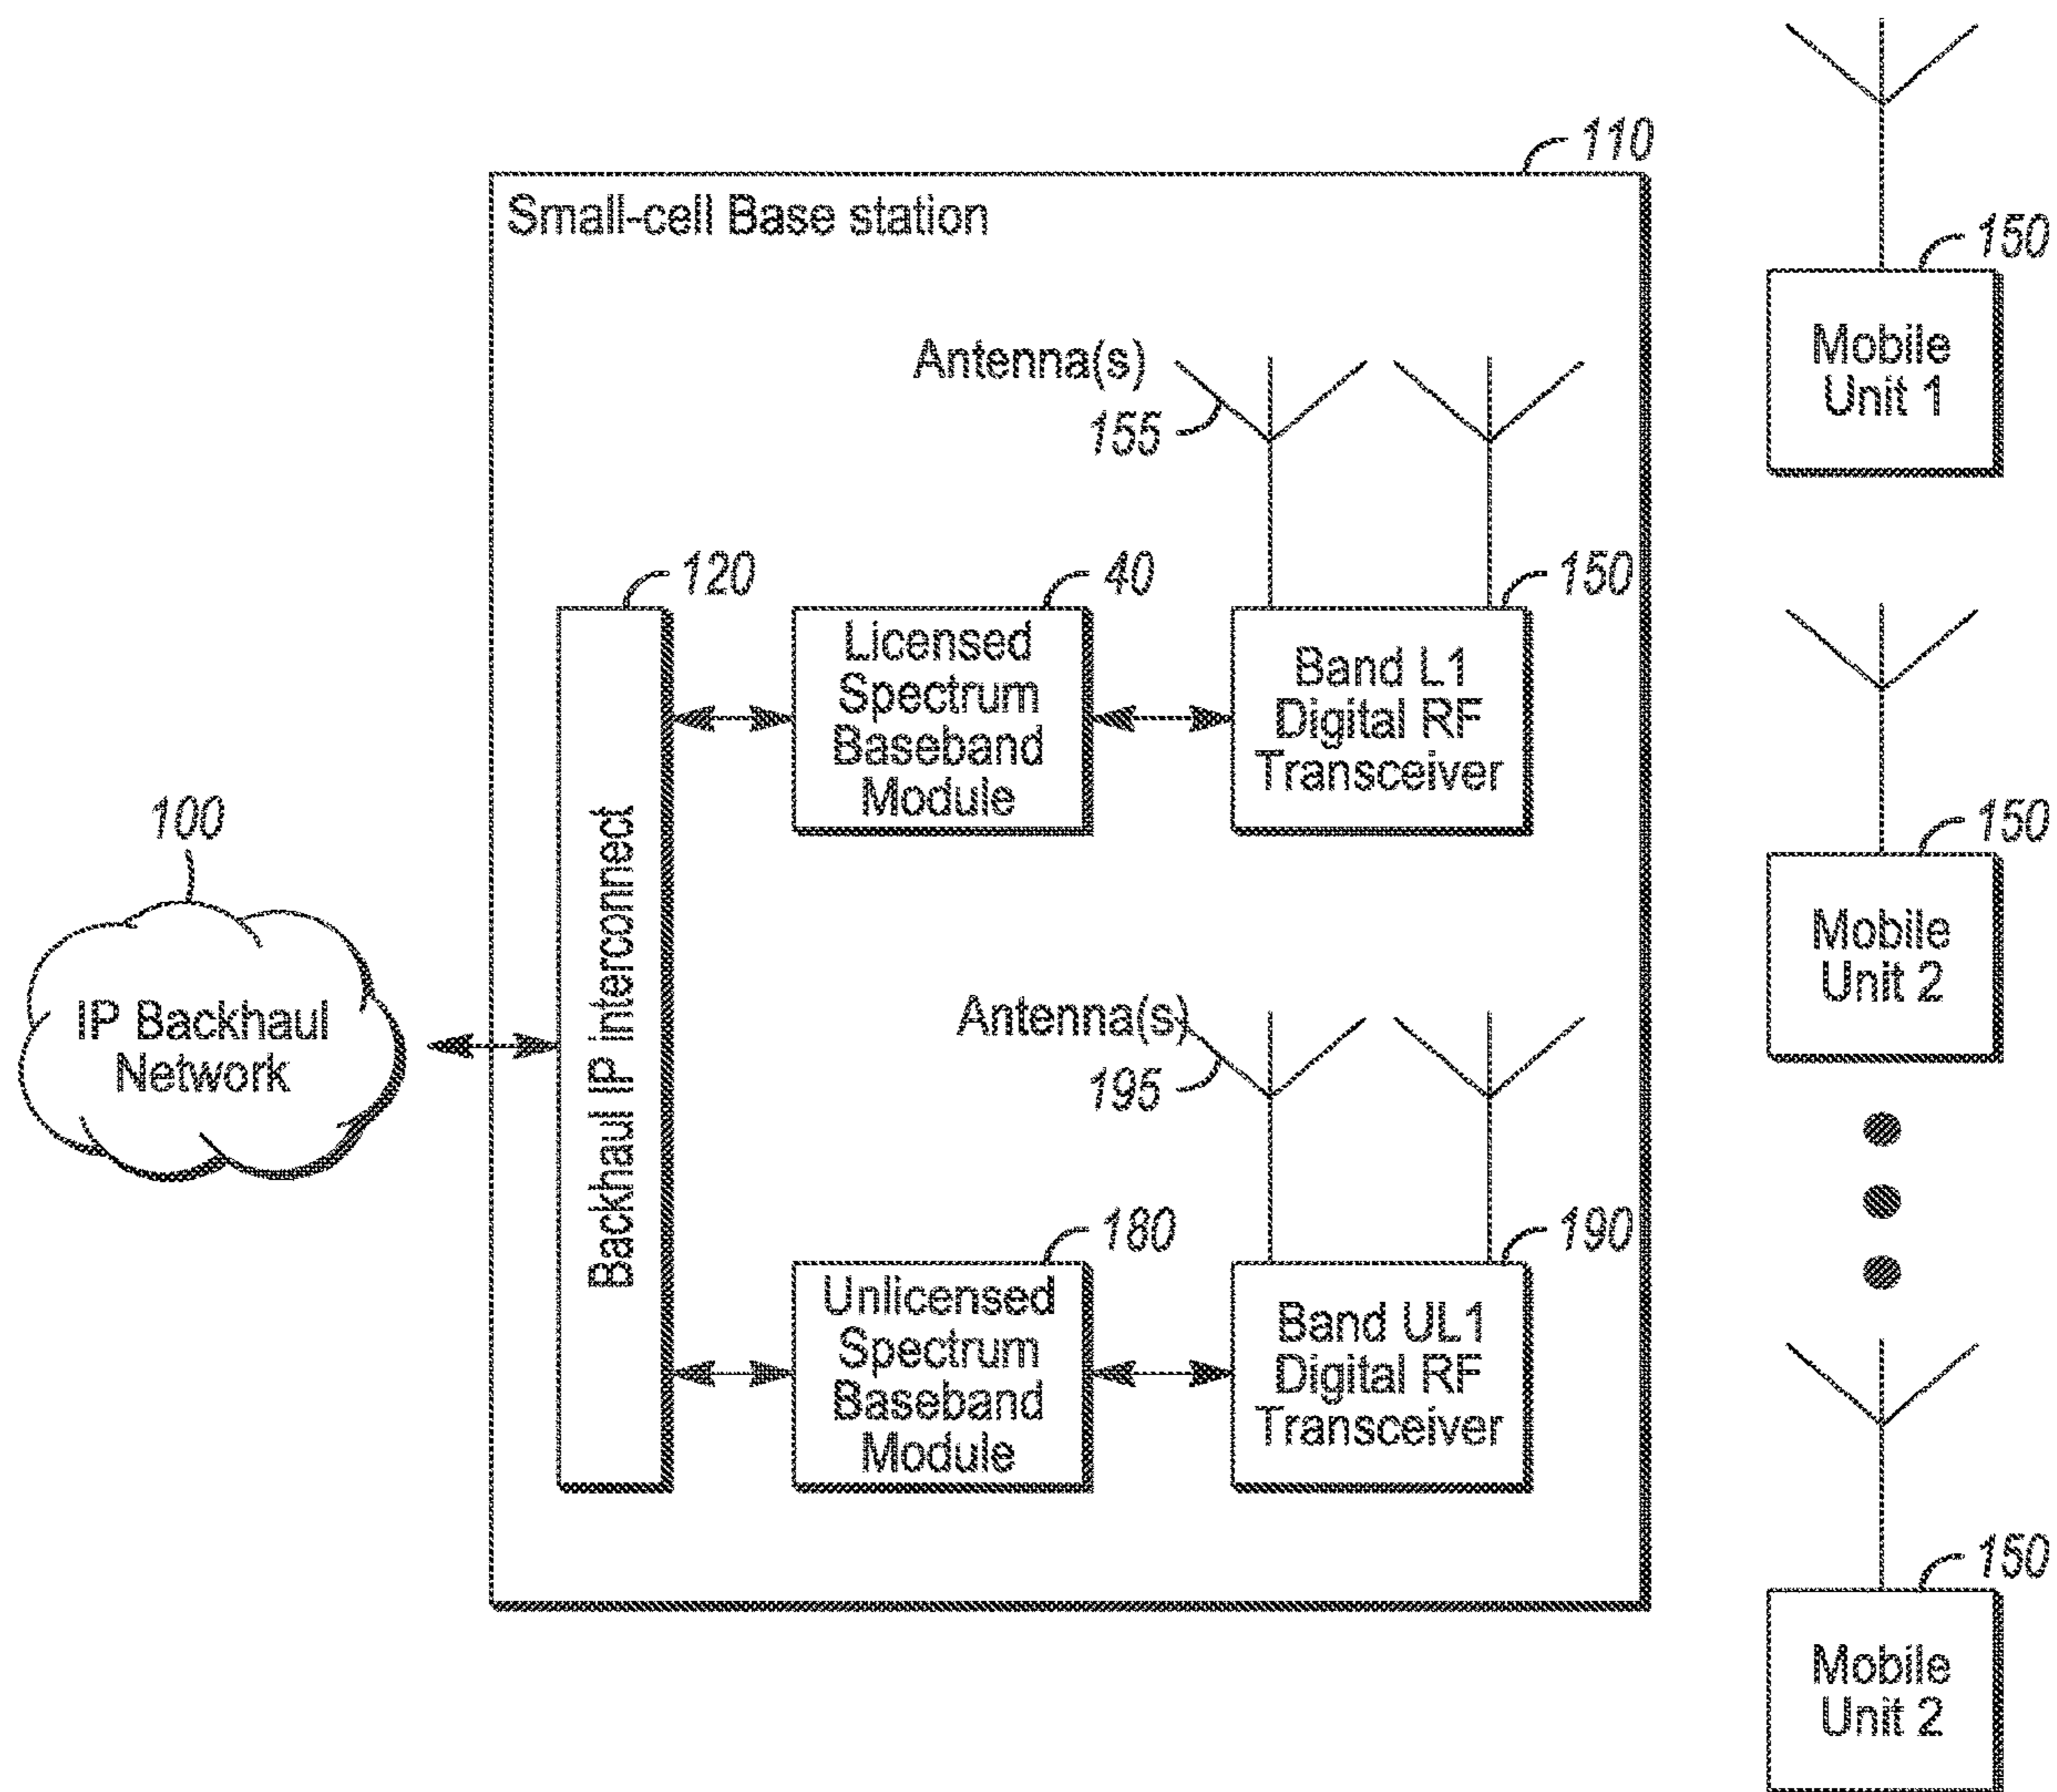 110
Small-cell Base station
150
Mobile
Unit 1
Antenna(s)
155
120
40
150
Licensed
Spectrum
Baseband
Module
Band L1
Digital RF
Transceiver
150
Mobile
Unit 2
100
IP Backhaul
Network
Backhaul IP interconnect
Antenna(s)
195
180
190
Unlicensed
Spectrum
Baseband
Module
Band UL1
Digital RF
Transceiver
150
Mobile
Unit 2